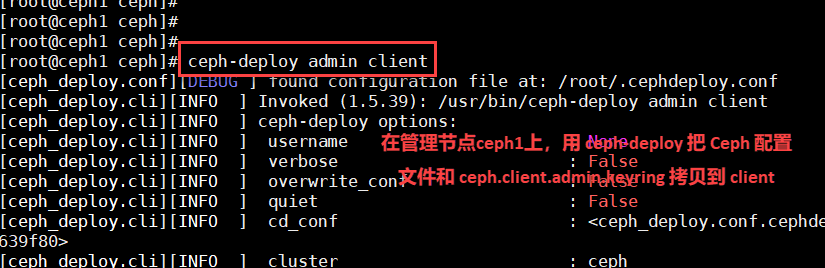 [root@ceph1 ceph]#
[root@ceph1 ceph]#
[root@ceph1 ceph]#
[root@ceph1 ceph]# ceph-deploy admin client
[ceph_deploy.conf][DEBUG ] found configuration file at: /root/.cephdeploy.conf
[ceph_deploy.cli][INFO  ] Invoked (1.5.39): /usr/bin/ceph-deploy admin client
[ceph_deploy.cli][INFO  ] ceph-deploy options:
[ceph_deploy.cli][INFO  ]  username                      : None
在管理节点ceph1上，用 ceph-deploy 把 Ceph 配置
[ceph_deploy.cli][INFO  ]  verbose                       : False
文件和 ceph.client.admin.keyring 拷贝到 client
[ceph_deploy.cli][INFO  ]  overwrite_conf                : False
[ceph_deploy.cli][INFO  ]  quiet                         : False
[ceph_deploy.cli][INFO  ]  cd_conf                       : <ceph_deploy.conf.cephde
639f80>
[ceph_deploy.cli][INFO  ]  cluster                       : ceph